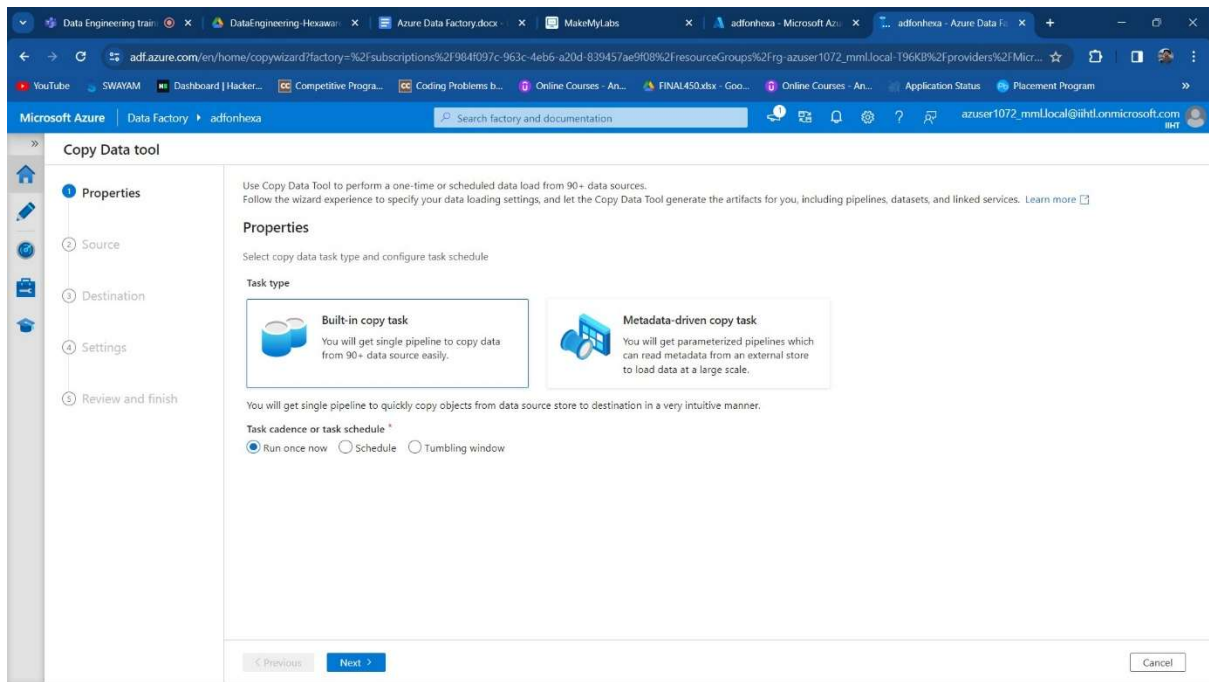 Data Engineering train
DataEngineering-Hexawar
Azure Data Factory.docx -
MakeMyLabs
adfonhexa - Microsoft Azu
adfonhexa - Azure Data Fa
adf.azure.com/en/home/copywizard?factory=%2Fsubscriptions%2F984f097c-963c-4eb6-a20d-839457ae9f08%2FresourceGroups%2Frg-azuser1072_mml.local-T96KB%2Fproviders%2FMicr...
YouTube
SWAYAM
Dashboard | Hacker...
Competitive Progra...
Coding Problems b...
Online Courses - An...
FINAL450.xlsx - Goo...
Online Courses - An...
Application Status
Placement Program
Microsoft Azure
Data Factory
adfonhexa
Search factory and documentation
1
azuser1072_mml.local@iihtl.onmicrosoft.com
IIHT
Copy Data tool
1 Properties
2 Source
3 Destination
4 Settings
5 Review and finish
Use Copy Data Tool to perform a one-time or scheduled data load from 90+ data sources.
Follow the wizard experience to specify your data loading settings, and let the Copy Data Tool generate the artifacts for you, including pipelines, datasets, and linked services. Learn more
Properties
Select copy data task type and configure task schedule
Task type
Built-in copy task
You will get single pipeline to copy data
from 90+ data source easily.
Metadata-driven copy task
You will get parameterized pipelines which
can read metadata from an external store
to load data at a large scale.
You will get single pipeline to quickly copy objects from data source store to destination in a very intuitive manner.
Task cadence or task schedule *
Run once now
Schedule
Tumbling window
< Previous
Next >
Cancel